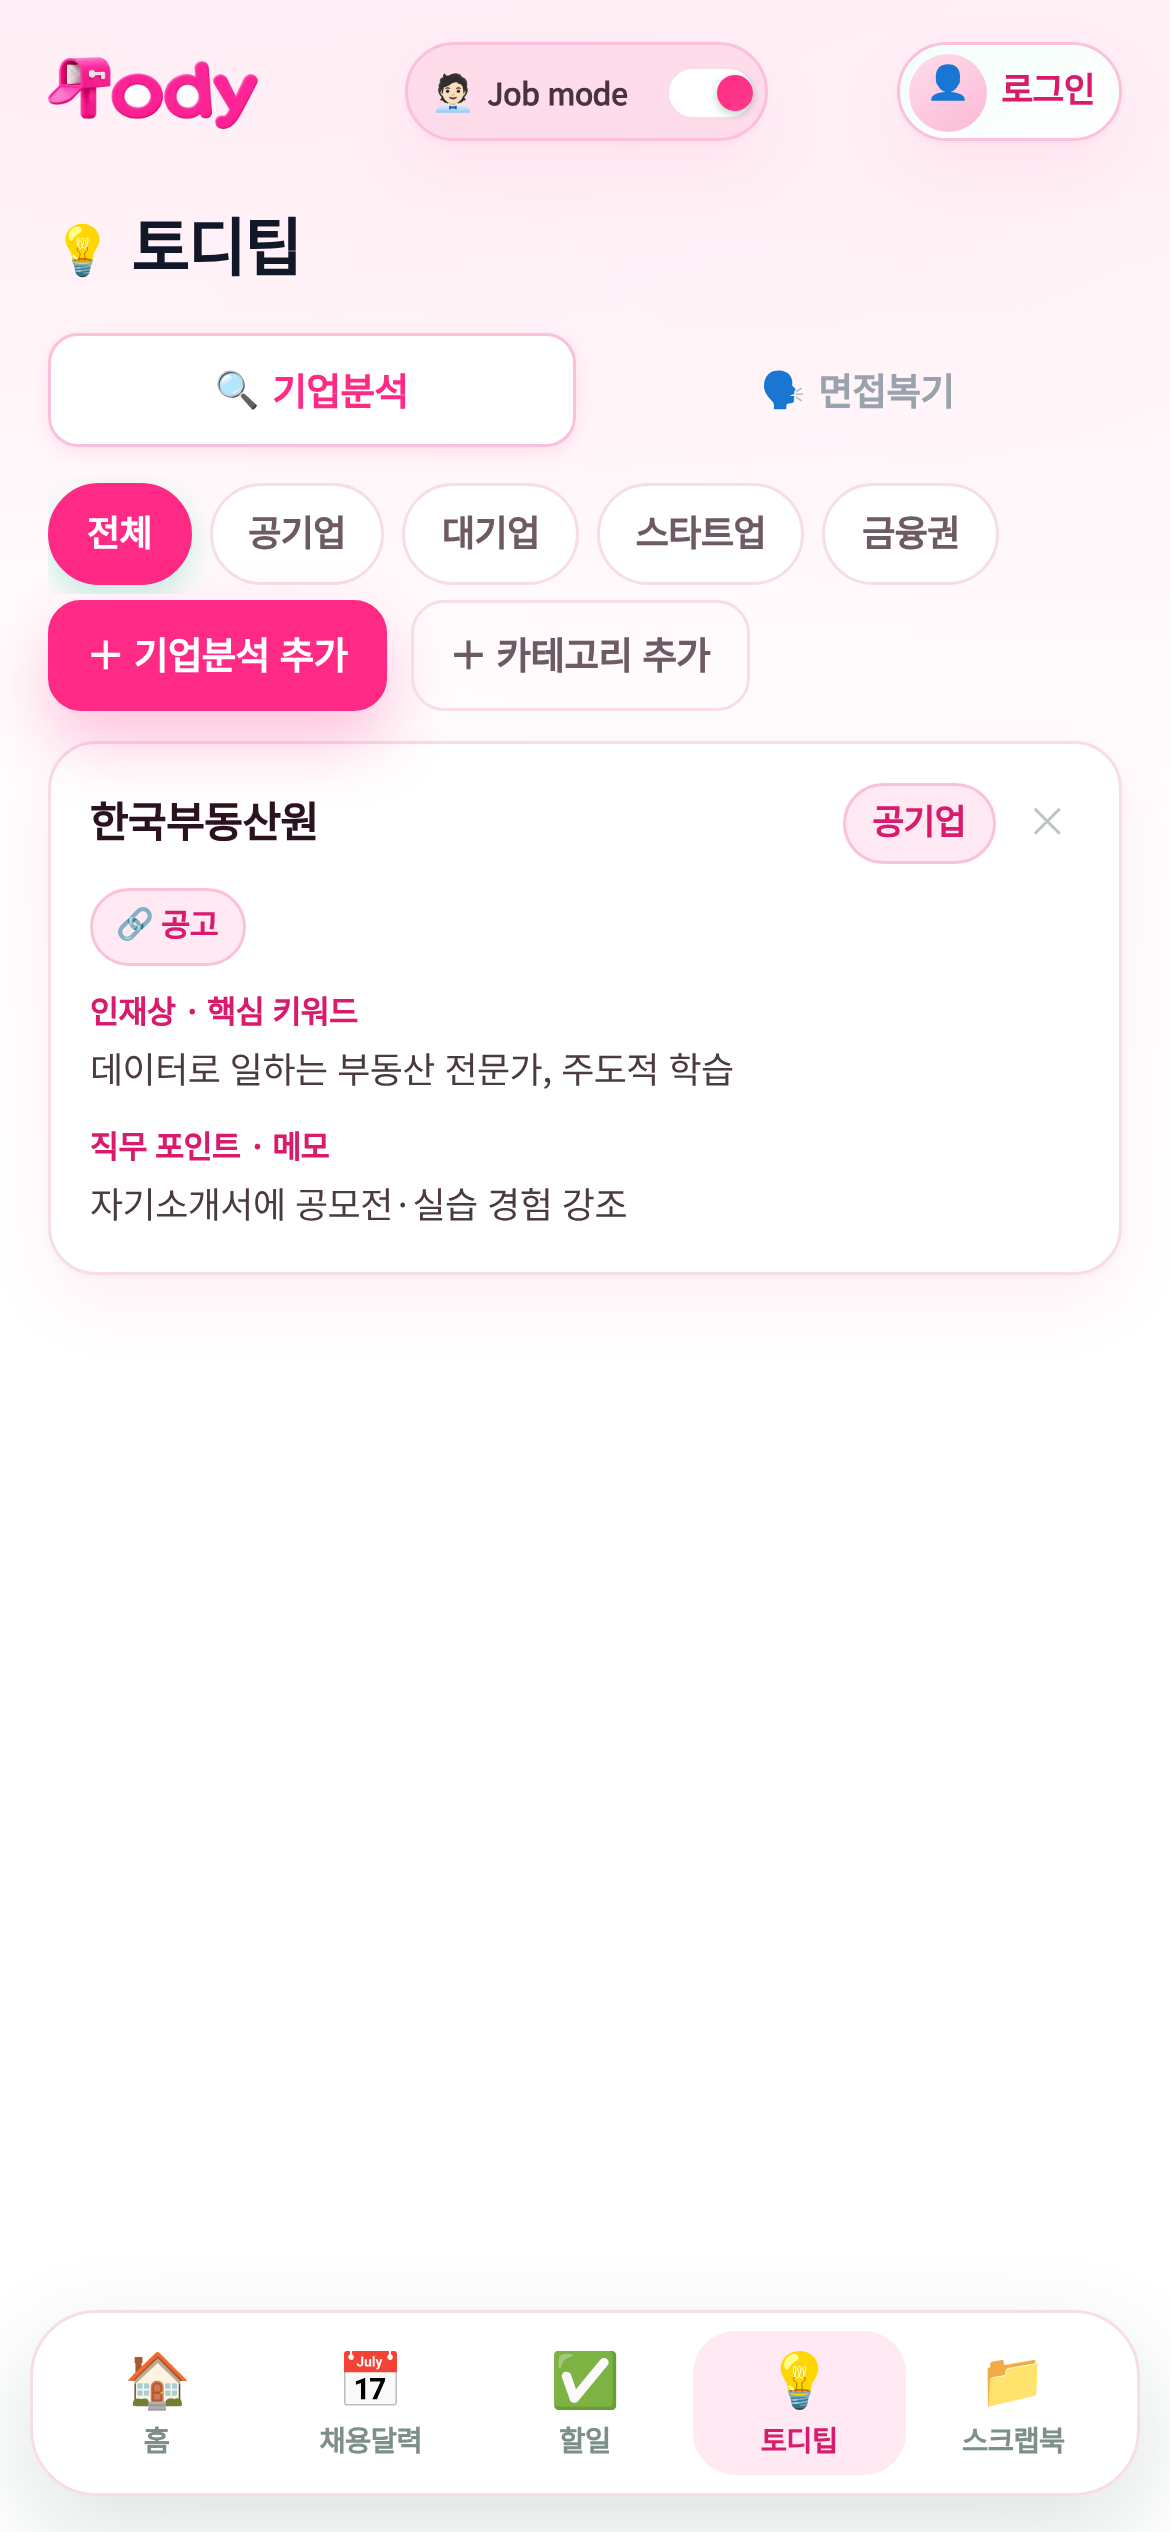 Tody
Job mode
로그인
토디팁
기업분석
면접복기
전체 공기업 대기업 스타트업 금융권
+ 기업분석 추가 + 카테고리 추가
한국부동산원 공기업 ×
공고
인재상 · 핵심 키워드
데이터로 일하는 부동산 전문가, 주도적 학습
직무 포인트 · 메모
자기소개서에 공모전·실습 경험 강조
July
17
홈 채용달력 할일 토디팁 스크랩북